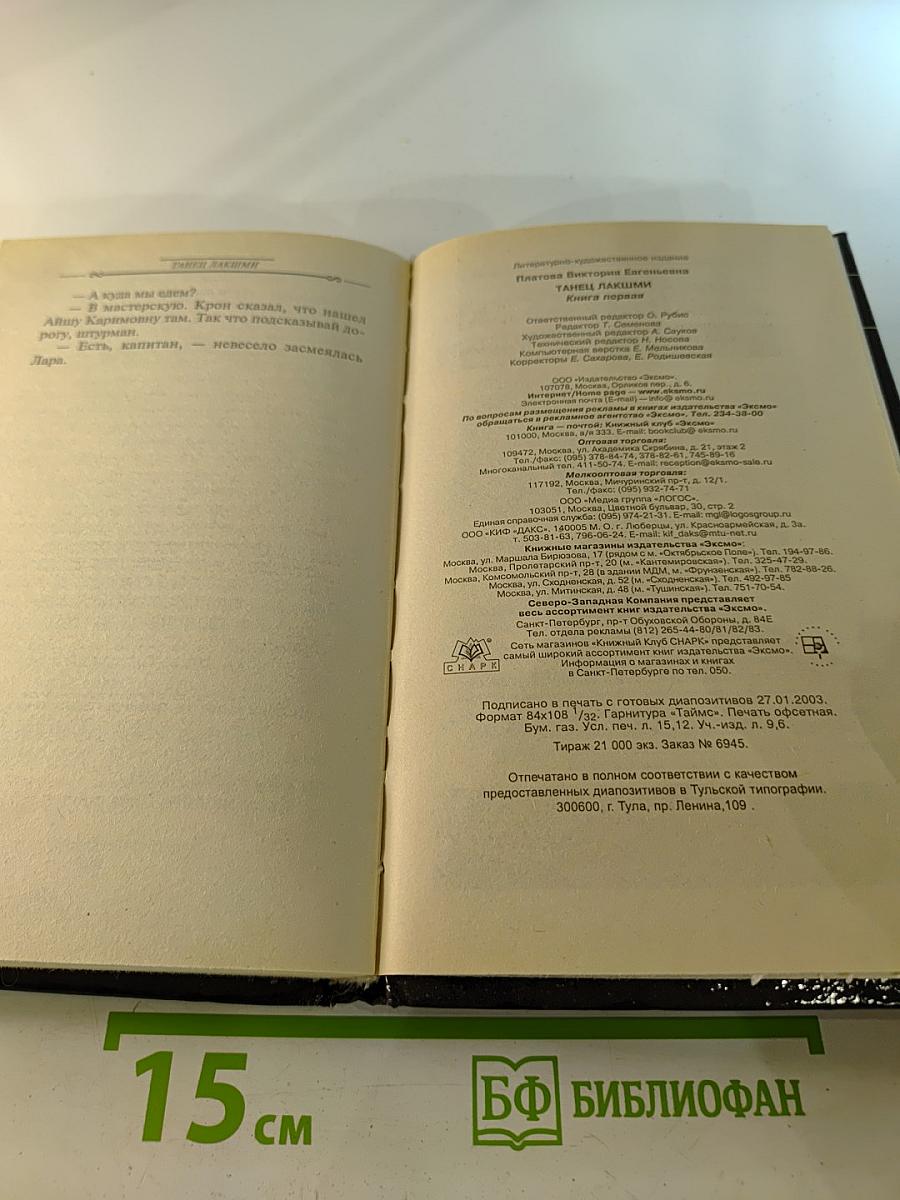 ТАНЕЦ ЛАКШМИ
— А куда мы едем?
— В мастерскую. Крон сказал, что нашел
Айшу Каримовну там. Так что подсказывай до-
рогу, штурман.
— Есть, капитан, — невесело засмеялась
Лара.
Литературно-художественное издание
Платова Виктория Евгеньевна
ТАНЕЦ ЛАКШМИ
Книга первая
Ответственный редактор О. Рубис
Редактор Т. Семенова
Художественный редактор А. Сауков
Технический редактор Н. Носова
Компьютерная верстка Е. Мельникова
Корректоры Е. Сахарова, Е. Родишевская
ООО «Издательство «Эксмо».
107078, Москва, Орликов пер., д. 6.
Интернет/Home page — www.eksmo.ru
Электронная почта (E-mail) — info@ eksmo.ru
По вопросам размещения рекламы в книгах издательства «Эксмо»
обращаться в рекламное агентство «Эксмо». Тел. 234-38-00
Книга — почтой: Книжный клуб «Эксмо»
101000, Москва, а/я 333. E-mail: bookclub@ eksmo.ru
Оптовая торговля:
109472, Москва, ул. Академика Скрябина, д. 21, этаж 2
Тел./факс: (095) 378-84-74, 378-82-61, 745-89-16
Многоканальный тел. 411-50-74. E-mail: reception@eksmo-sale.ru
Мелкооптовая торговля:
117192, Москва, Мичуринский пр-т, д. 12/1.
Тел./факс: (095) 932-74-71
ООО «Медиа группа «ЛОГОС».
103051, Москва, Цветной бульвар, 30, стр. 2
Единая справочная служба: (095) 974-21-31. E-mail: mgl@logosgroup.ru
ООО «КИФ «ДАКС». 140005 М. О. г. Люберцы, ул. Красноармейская, д. 3а.
т. 503-81-63, 796-06-24. E-mail: kif_daks@mtu-net.ru
Книжные магазины издательства «Эксмо»:
Москва, ул. Маршала Бирюзова, 17 (рядом с м. «Октябрьское Поле»). Тел. 194-97-86.
Москва, Пролетарский пр-т, 20 (м. «Кантемировская»). Тел. 325-47-29.
Москва, Комсомольский пр-т, 28 (в здании МДМ, м. «Фрунзенская»). Тел. 782-88-26.
Москва, ул. Сходненская, д. 52 (м. «Сходненская»). Тел. 492-97-85
Москва, ул. Митинская, д. 48 (м. «Тушинская»). Тел. 751-70-54.
Северо-Западная Компания представляет
весь ассортимент книг издательства «Эксмо».
Санкт-Петербург, пр-т Обуховской Обороны, д. 84Е
Тел. отдела рекламы (812) 265-44-80/81/82/83.
Сеть магазинов «Книжный Клуб СНАРК» представляет
самый широкий ассортимент книг издательства «Эксмо».
Информация о магазинах и книгах
в Санкт-Петербурге по тел. 050.
СНАРК
Подписано в печать с готовых диапозитивов 27.01.2003.
Формат 84x108 1/32. Гарнитура «Таймс». Печать офсетная.
Бум. газ. Усл. печ. л. 15,12. Уч.-изд. л. 9,6.
Тираж 21 000 экз. Заказ № 6945.
Отпечатано в полном соответствии с качеством
предоставленных диапозитивов в Тульской типографии.
300600, г. Тула, пр. Ленина,109 .
15 см
БФ БИБЛИОФАН